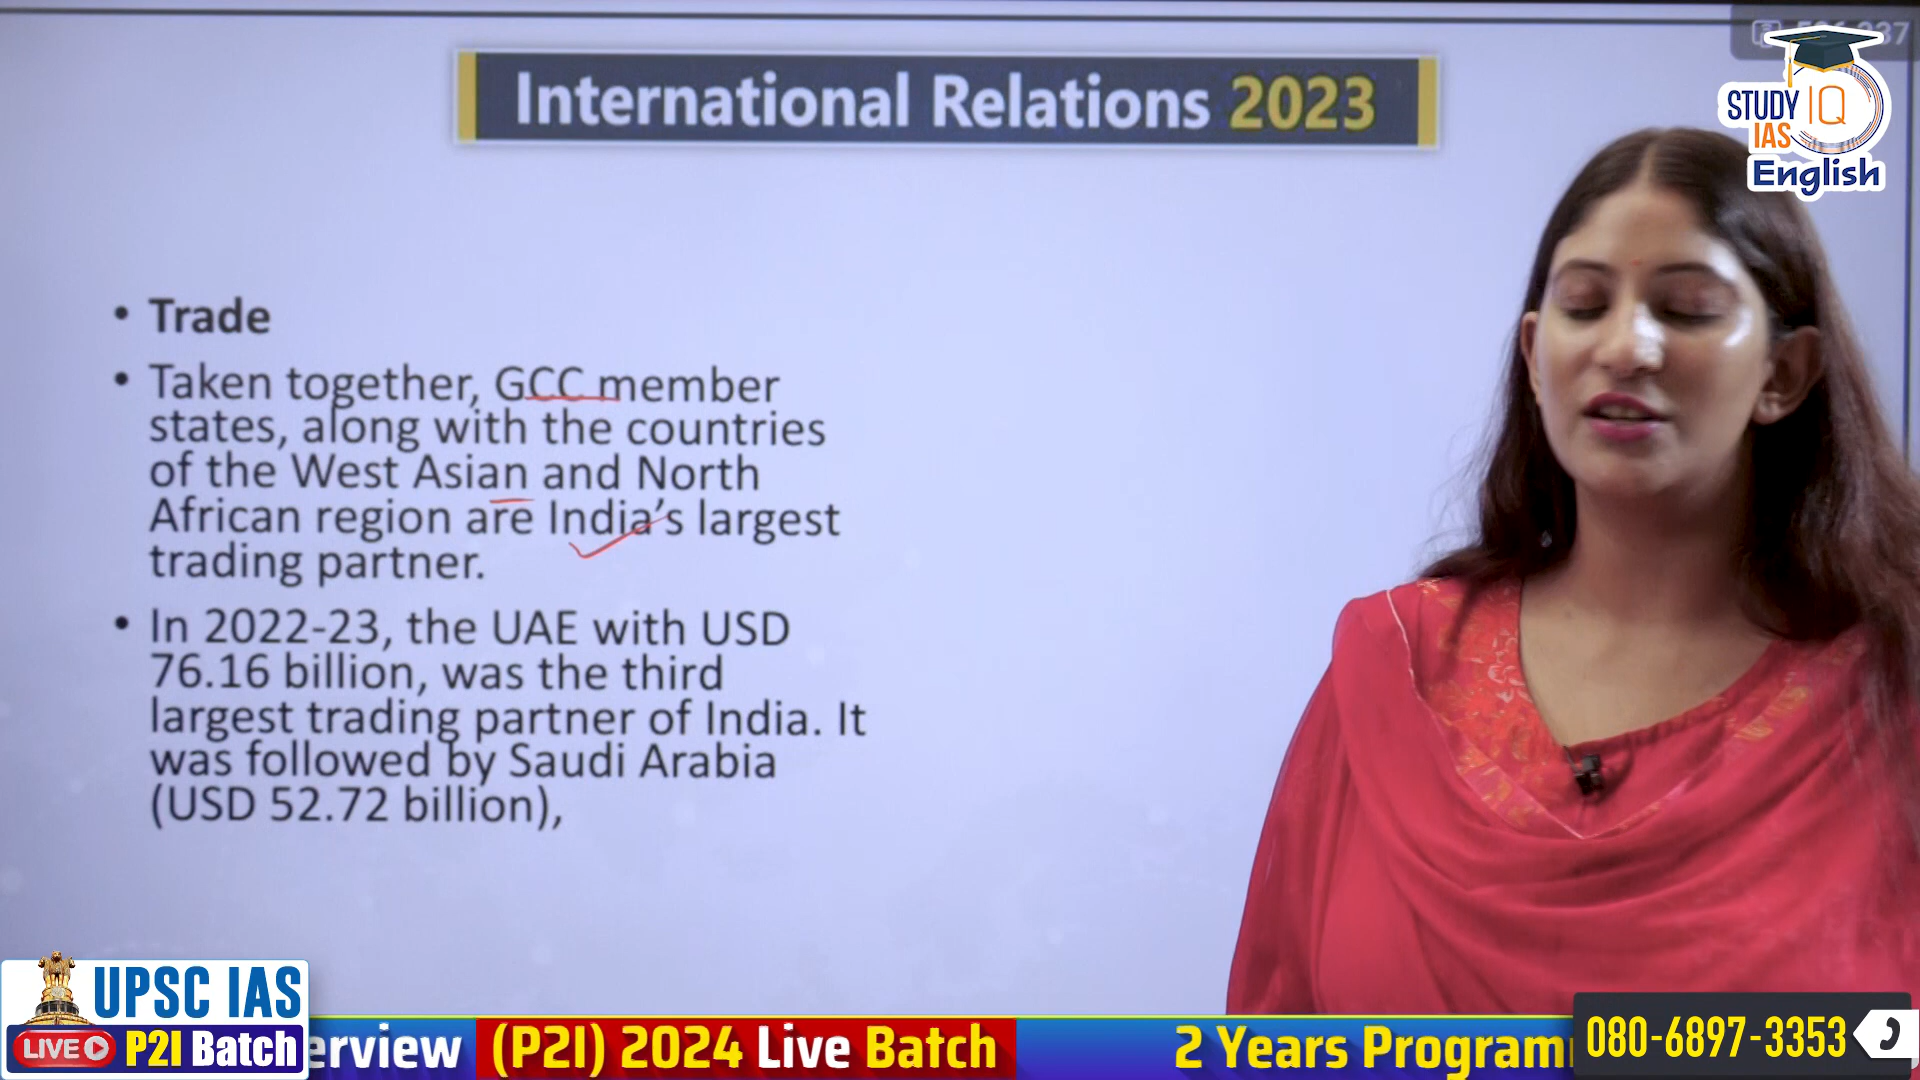 International Relations 2023
STUDY IQ
IAS
English
• Trade
• Taken together, GCC member
states, along with the countries
of the West Asian and North
African region are India's largest
trading partner.
• In 2022-23, the UAE with USD
76.16 billion, was the third
largest trading partner of India. It
was followed by Saudi Arabia
(USD 52.72 billion),
UPSC IAS
LIVE P2I Batch
erview (P2I) 2024 Live Batch 2 Years Program
080-6897-3353